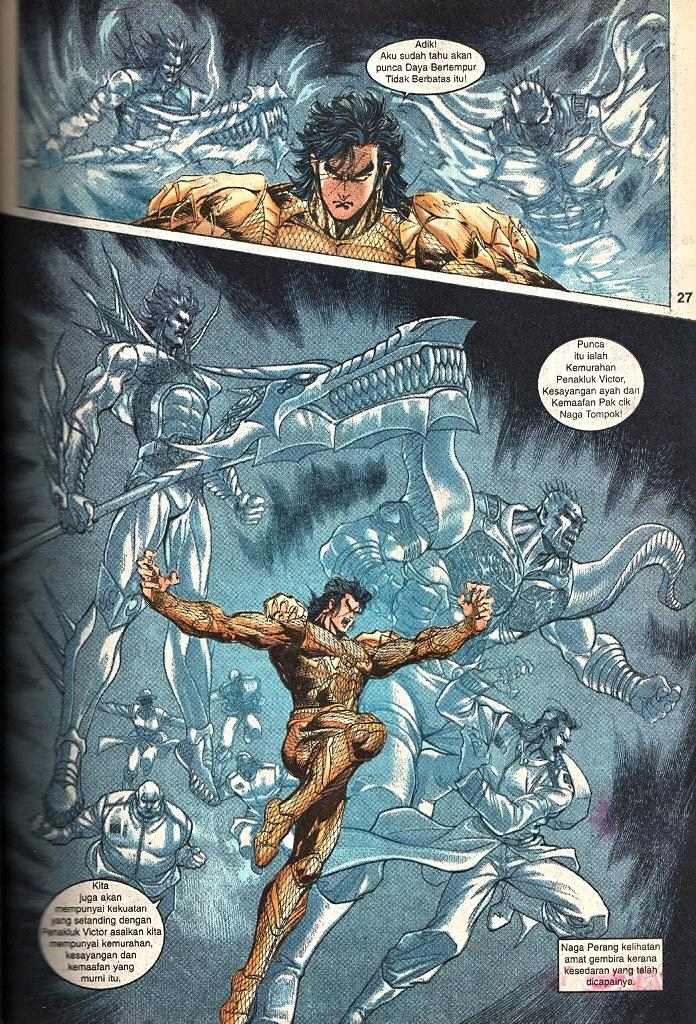 Adik!
Aku sudah tahu akan
punca Daya Bertempur
Tidak Berbatas itu!
27
Punca
itu ialah
Kemurahan
Penakluk Victor,
Kesayangan ayah dan
Kemaafan Pak cik
Naga Tompok!
Kita
juga akan
mempunyai kekuatan
yang setanding dengan
Penakluk Victor asalkan kita
mempunyai kemurahan,
kesayangan dan
kemaafan yang
murni itu.
Naga Perang kelihatan
amat gembira kerana
kesedaran yang telah
dicapainya.